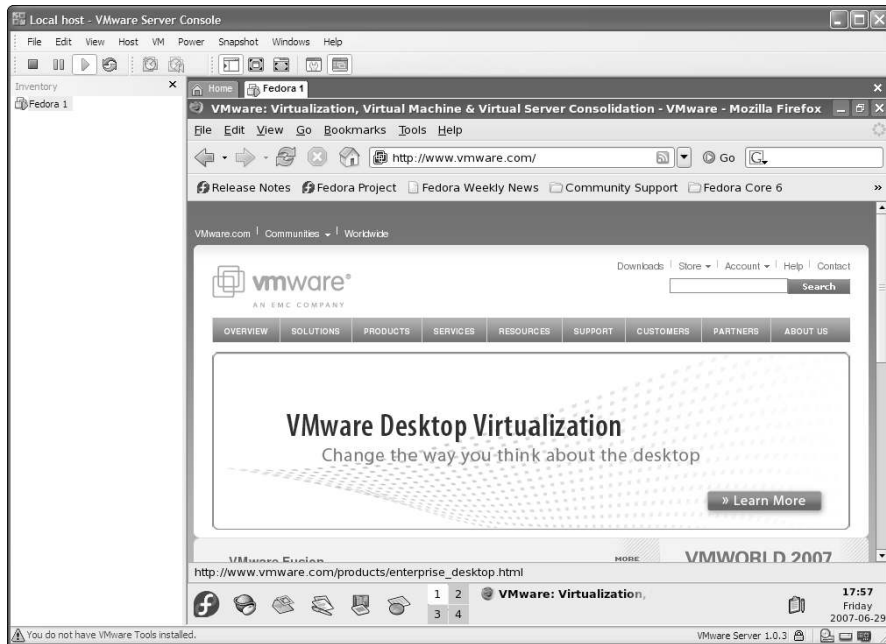 Local host - VMware Server Console
File Edit View Host VM Power Snapshot Windows Help
Inventory
Fedora 1
Home Fedora 1
VMware: Virtualization, Virtual Machine & Virtual Server Consolidation - VMware - Mozilla Firefox
File Edit View Go Bookmarks Tools Help
http://www.vmware.com/ Go G
Release Notes Fedora Project Fedora Weekly News Community Support Fedora Core 6 »
VMware.com Communities Worldwide
Downloads Store Account Help Contact
vmware®
Search
AN EMC COMPANY
OVERVIEW SOLUTIONS PRODUCTS SERVICES RESOURCES SUPPORT CUSTOMERS PARTNERS ABOUT US
VMware Desktop Virtualization
Change the way you think about the desktop
» Learn More
VMware Fusion MORE VMWORLD 2007
http://www.vmware.com/products/enterprise_desktop.html
1 2
3 4
VMware: Virtualization,
17:57
Friday
2007-06-29
You do not have VMware Tools installed.
VMware Server 1.0.3